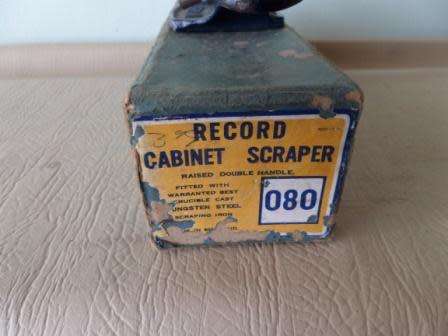 RECORD
CABINET SCRAPER
RAISED DOUBLE HANDLE.
FITTED WITH
WARRANTED BEST
CRUCIBLE CAST
TUNGSTEN STEEL
SCRAPING IRON
080